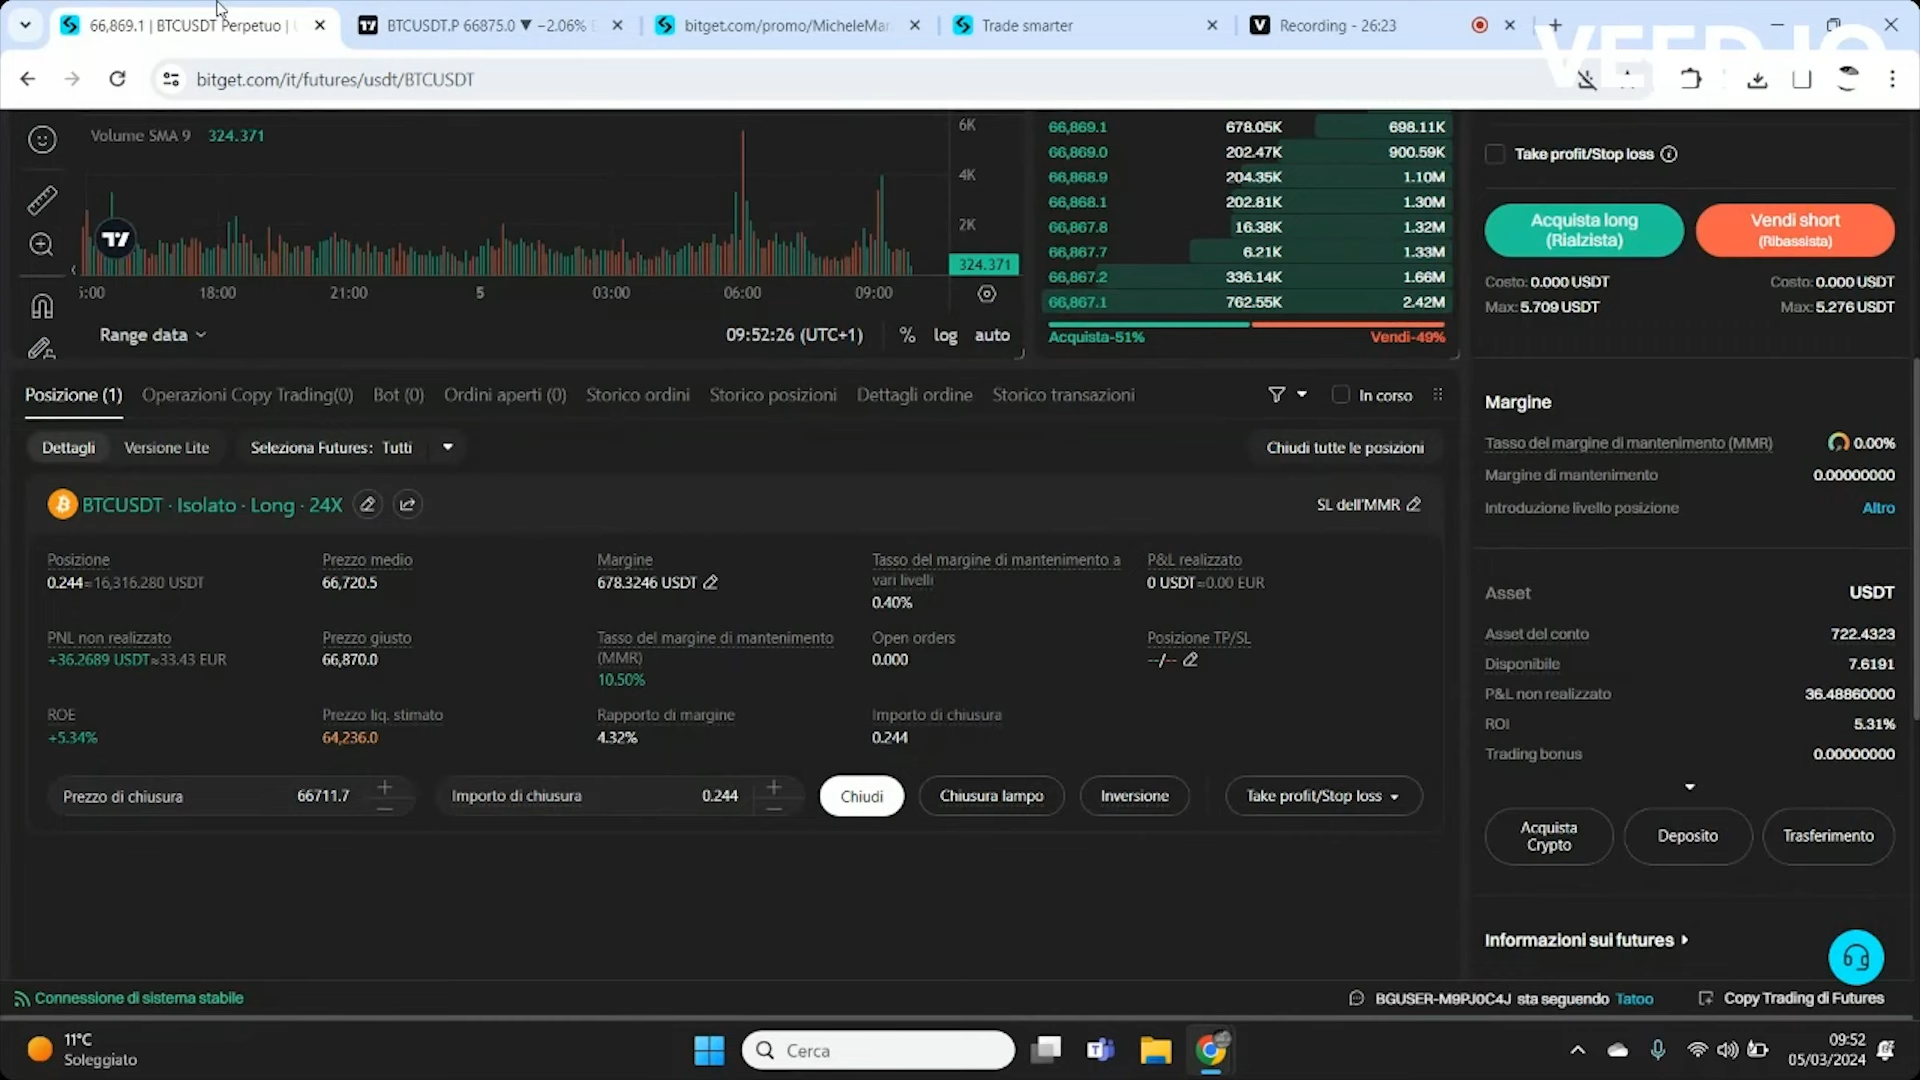 66,869.1 | BTCUSDT Perpetuo |
BTCUSDT.P 66875.0 ▼ −2.06%
bitget.com/promo/MicheleMar
Trade smarter
Recording - 26:23
VEED.IO
bitget.com/it/futures/usdt/BTCUSDT
Volume SMA 9 324.371
6K
4K
2K
324.371
18:00 21:00 5 03:00 06:00 09:00
Range data
09:52:26 (UTC+1) % log auto
66,869.1 678.05K 698.11K
66,869.0 202.47K 900.59K
66,868.9 204.35K 1.10M
66,868.1 202.81K 1.30M
66,867.8 16.38K 1.32M
66,867.7 6.21K 1.33M
66,867.2 336.14K 1.66M
66,867.1 762.55K 2.42M
Acquista-51% Vendi-49%
Take profit/Stop loss
Acquista long
(Rialzista)
Vendi short
(Ribassista)
Costo: 0.000 USDT Costo: 0.000 USDT
Max: 5.709 USDT Max: 5.276 USDT
Posizione (1) Operazioni Copy Trading(0) Bot (0) Ordini aperti (0) Storico ordini Storico posizioni Dettagli ordine Storico transazioni In corso
Dettagli Versione Lite Seleziona Futures: Tutti Chiudi tutte le posizioni
BTCUSDT · Isolato · Long · 24X SL dell'MMR
Posizione
0.244≈16,316.280 USDT
Prezzo medio
66,720.5
Margine
678.3246 USDT
Tasso del margine di mantenimento a
vari livelli
0.40%
P&L realizzato
0 USDT≈0.00 EUR
PNL non realizzato
+36.2689 USDT≈33.43 EUR
Prezzo giusto
66,870.0
Tasso del margine di mantenimento
(MMR)
10.50%
Open orders
0.000
Posizione TP/SL
--/--
ROE
+5.34%
Prezzo liq. stimato
64,236.0
Rapporto di margine
4.32%
Importo di chiusura
0.244
Prezzo di chiusura 66711.7 Importo di chiusura 0.244 Chiudi Chiusura lampo Inversione Take profit/Stop loss
Margine
Tasso del margine di mantenimento (MMR) 0.00%
Margine di mantenimento 0.00000000
Introduzione livello posizione Altro
Asset USDT
Asset del conto 722.4323
Disponibile 7.6191
P&L non realizzato 36.48860000
ROI 5.31%
Trading bonus 0.00000000
Acquista
Crypto
Deposito
Trasferimento
Informazioni sui futures
Connessione di sistema stabile
BGUSER-M9PJ0C4J sta seguendo Tatoo
Copy Trading di Futures
11°C
Soleggiato
Cerca
09:52
05/03/2024